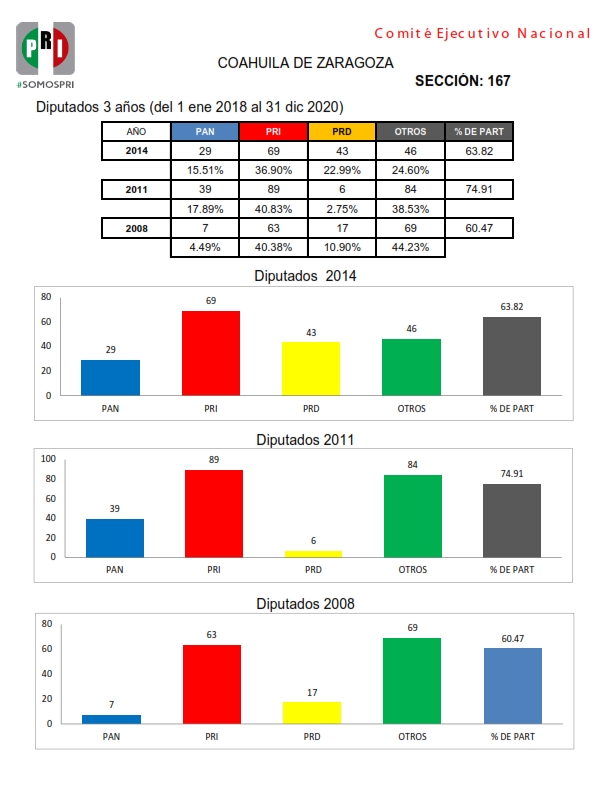 PRI
#SOMOSPRI
Comité Ejecutivo Nacional
COAHUILA DE ZARAGOZA
SECCIÓN: 167
Diputados 3 años (del 1 ene 2018 al 31 dic 2020)
AÑO PAN PRI PRD OTROS % DE PART
2014 29 69 43 46 63.82
15.51% 36.90% 22.99% 24.60%
2011 39 89 6 84 74.91
17.89% 40.83% 2.75% 38.53%
2008 7 63 17 69 60.47
4.49% 40.38% 10.90% 44.23%
Diputados 2014
80
60
40
20
0
29 69 43 46 63.82
PAN PRI PRD OTROS % DE PART
Diputados 2011
100
80
60
40
20
0
39 89 6 84 74.91
PAN PRI PRD OTROS % DE PART
Diputados 2008
80
60
40
20
0
7 63 17 69 60.47
PAN PRI PRD OTROS % DE PART